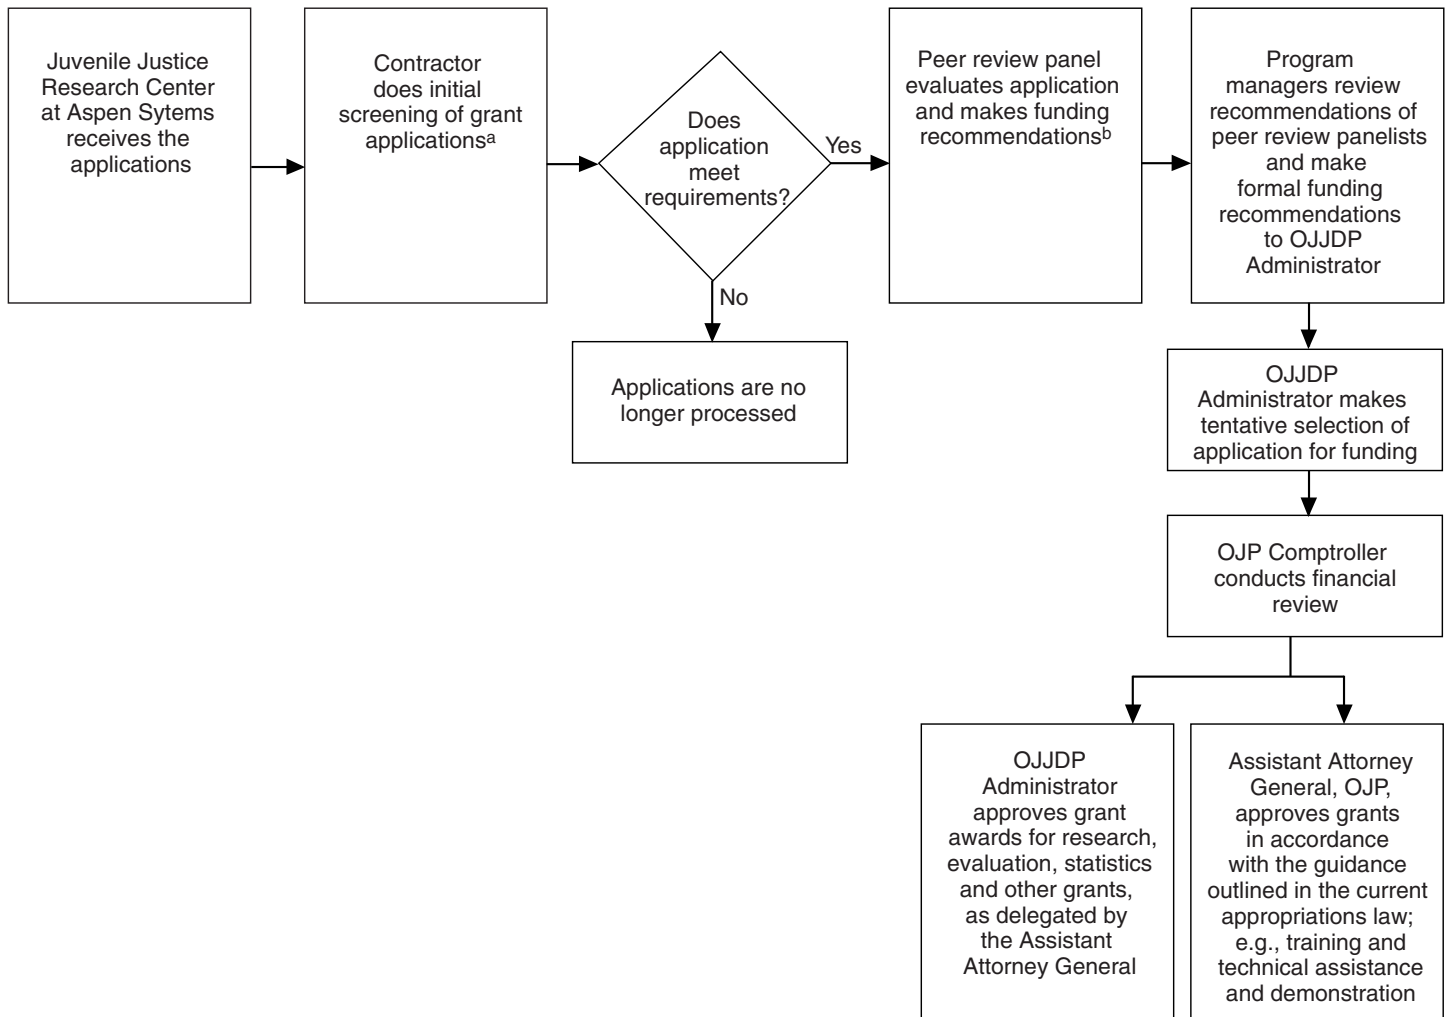 Juvenile Justice
Research Center
at Aspen Sytems
receives the
applications
Contractor
does initial
screening of grant
applicationsᵃ
Does
application
meet
requirements?
Yes
No
Applications are no
longer processed
Peer review panel
evaluates application
and makes funding
recommendationsᵇ
Program
managers review
recommendations of
peer review panelists
and make
formal funding
recommendations
to OJJDP
Administrator
OJJDP
Administrator makes
tentative selection of
application for funding
OJP Comptroller
conducts financial
review
OJJDP
Administrator
approves grant
awards for research,
evaluation, statistics
and other grants,
as delegated by
the Assistant
Attorney General
Assistant Attorney
General, OJP,
approves grants
in accordance
with the guidance
outlined in the current
appropriations law;
e.g., training and
technical assistance
and demonstration